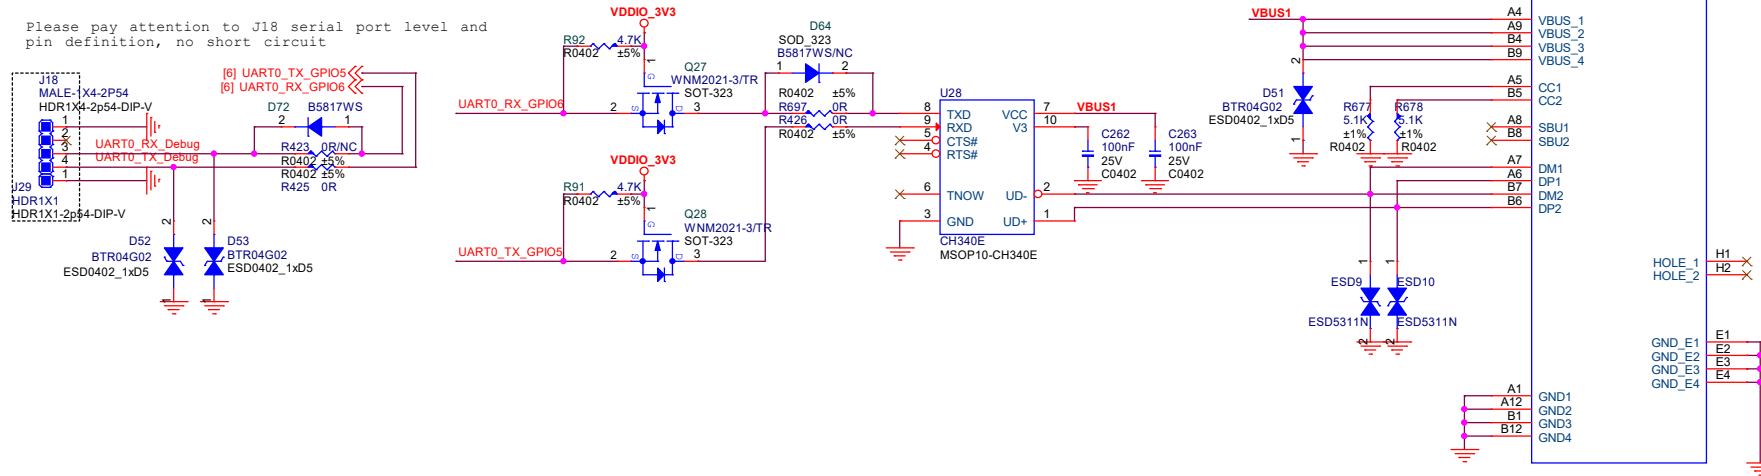 Please pay attention to J18 serial port level and
pin definition, no short circuit
J18
MALE-1X4-2P54
HDR1X4-2p54-DIP-V
1
2
3
4
1
J29
HDR1X1
HDR1X1-2p54-DIP-V
[6] UART0_TX_GPIO5
[6] UART0_RX_GPIO6
D72
B5817WS
2
1
UART0_RX_Debug
UART0_TX_Debug
R423 0R/NC
R0402 ±5%
R0402 ±5%
R425 0R
2
2
D52
BTR04G02
ESD0402_1xD5
D53
BTR04G02
ESD0402_1xD5
1
1
VDDIO_3V3
R92
4.7K
R0402
±5%
1
G
Q27
WNM2021-3/TR
SOT-323
UART0_RX_GPIO6
2
S
D
3
D64
SOD_323
B5817WS/NC
1
2
R0402 ±5%
R697 0R
R426 0R
R0402 ±5%
VDDIO_3V3
R91
4.7K
R0402
±5%
1
G
Q28
WNM2021-3/TR
SOT-323
UART0_TX_GPIO5
2
S
D
3
U28
8
TXD
9
RXD
5
CTS#
4
RTS#
6
TNOW
3
GND
VCC
7
V3
10
UD-
2
UD+
1
CH340E
MSOP10-CH340E
VBUS1
C262
100nF
25V
C0402
C263
100nF
25V
C0402
VBUS1
2
D51
BTR04G02
ESD0402_1xD5
1
R677
5.1K
±1%
R0402
R678
5.1K
±1%
R0402
1
1
ESD9
ESD10
ESD5311N
ESD5311N
2
2
A4
VBUS_1
A9
VBUS_2
B4
VBUS_3
B9
VBUS_4
A5
CC1
B5
CC2
A8
SBU1
B8
SBU2
A7
DM1
A6
DP1
B7
DM2
B6
DP2
A1
GND1
A12
GND2
B1
GND3
B12
GND4
HOLE_1
H1
HOLE_2
H2
GND_E1
E1
GND_E2
E2
GND_E3
E3
GND_E4
E4